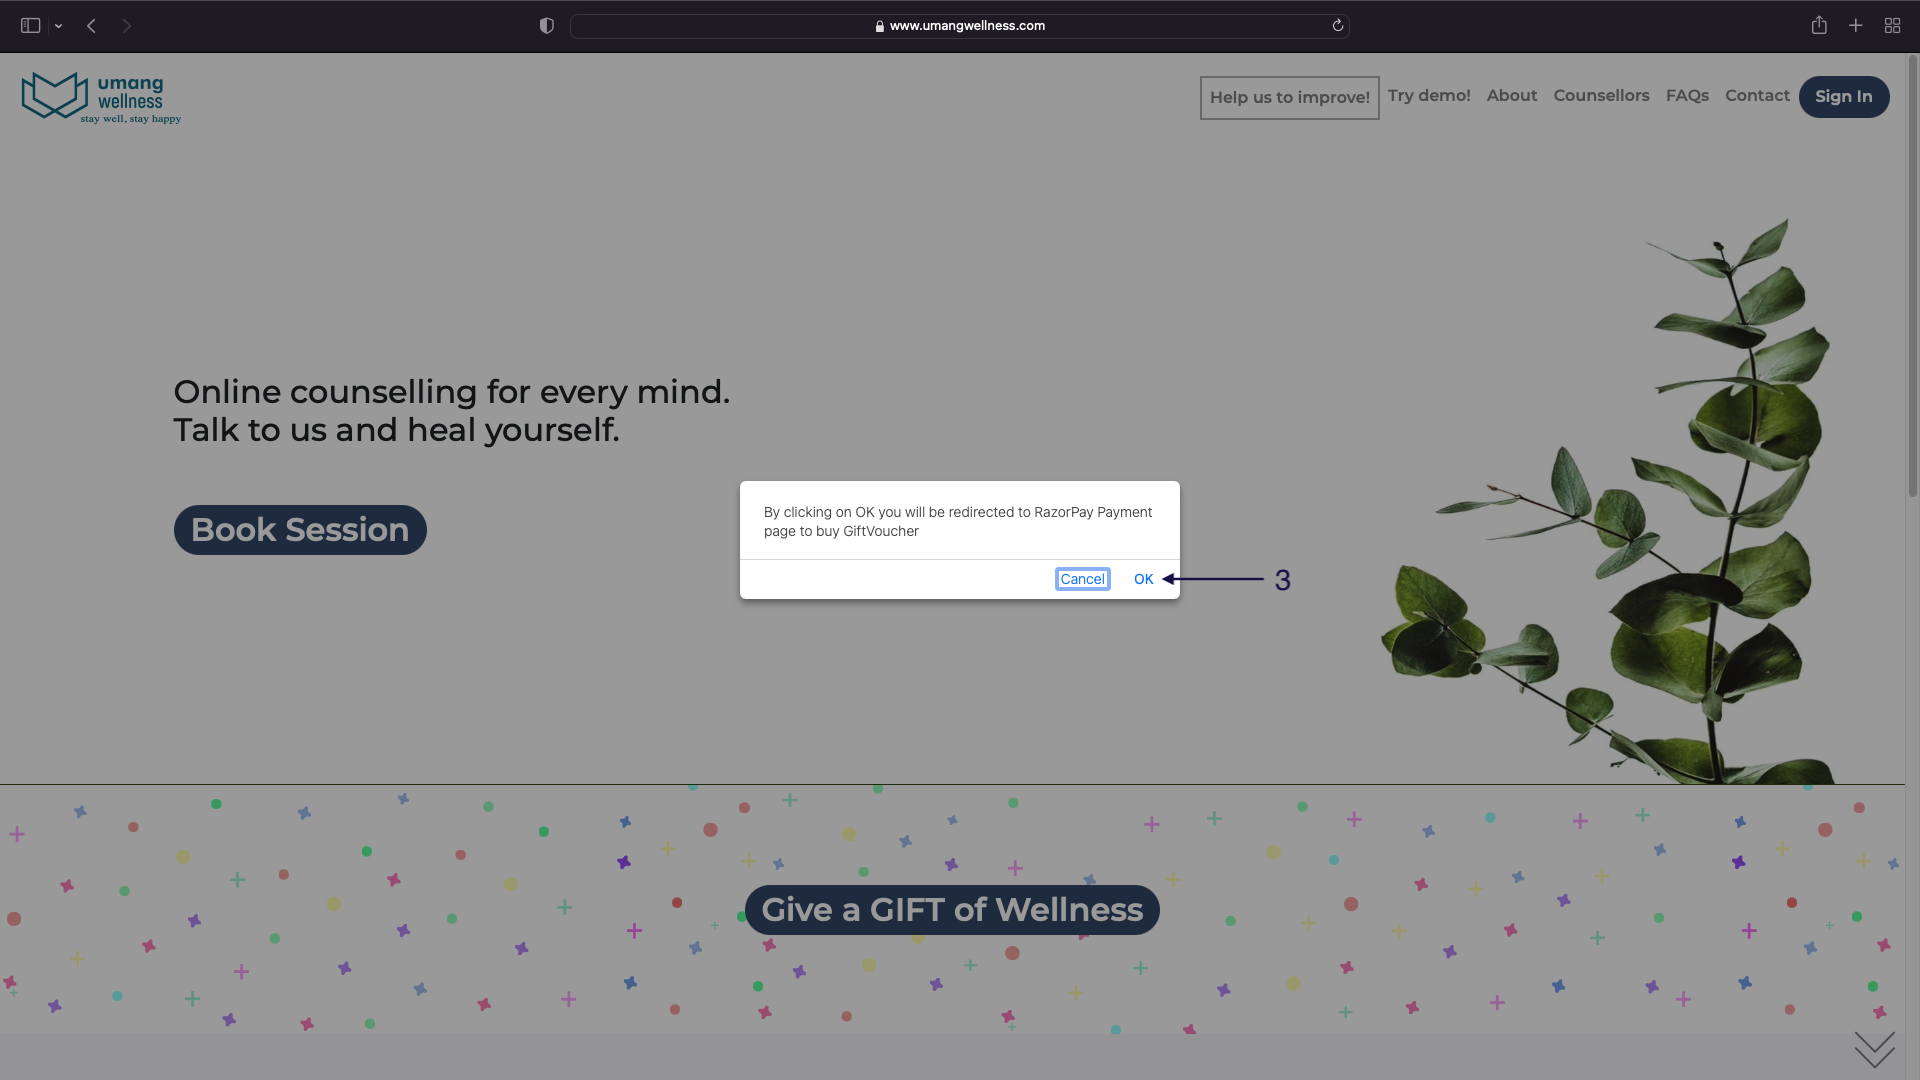 www.umangwellness.com
umang
wellness
stay well, stay happy
Help us to improve!
Try demo!
About
Counsellors
FAQs
Contact
Sign In
Online counselling for every mind.
Talk to us and heal yourself.
Book Session
By clicking on OK you will be redirected to RazorPay Payment
page to buy GiftVoucher
Cancel
OK
3
Give a GIFT of Wellness